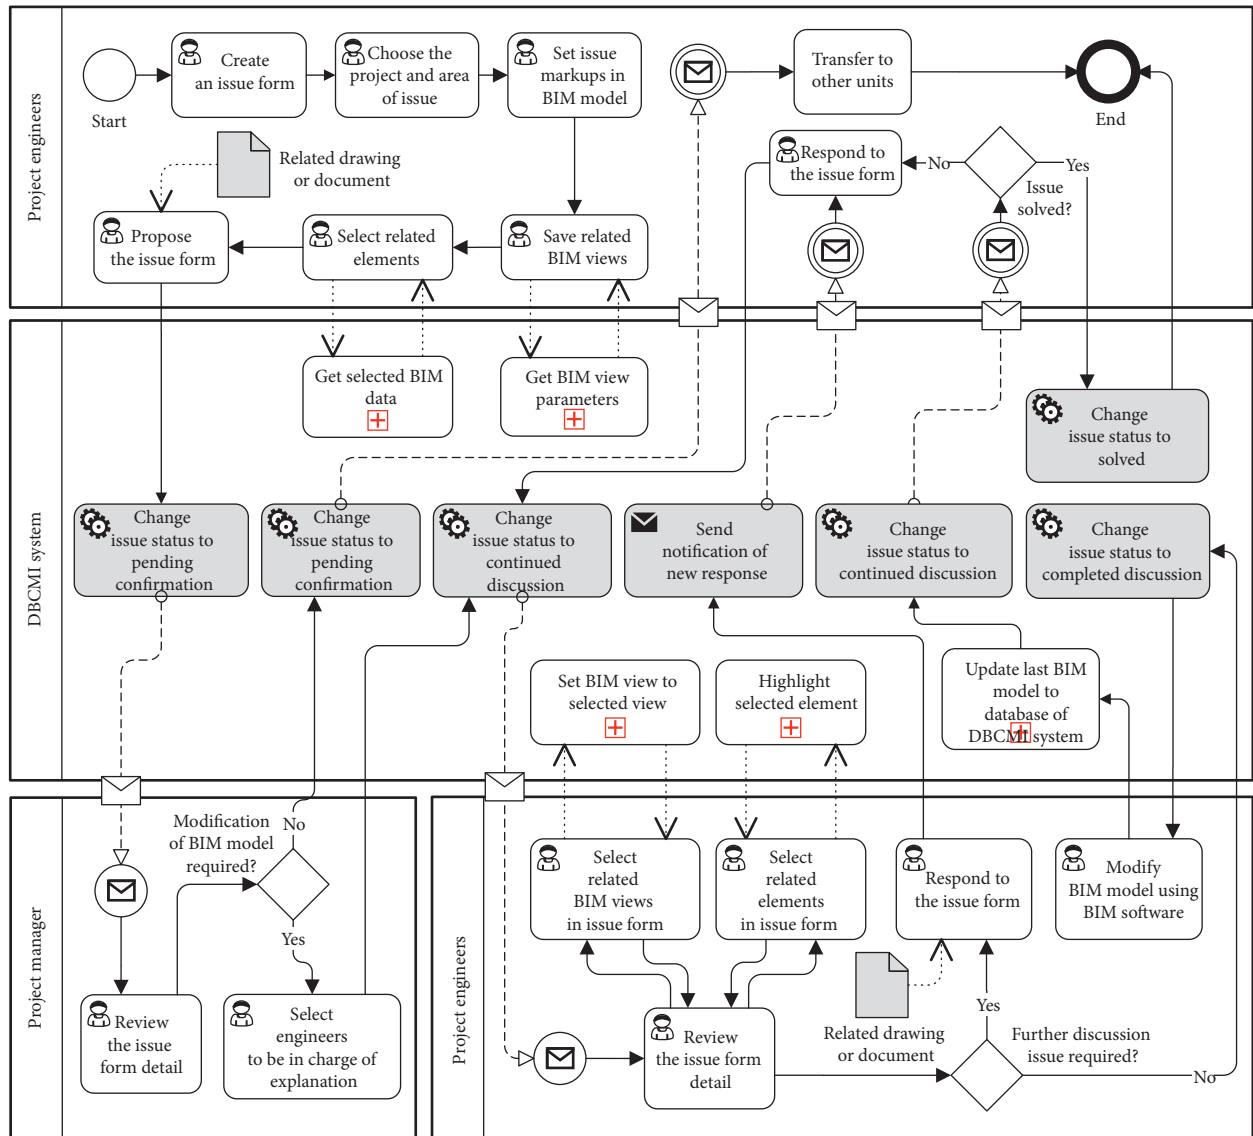 Project engineers
Start
Create
an issue form
Choose the
project and area
of issue
Set issue
markups in
BIM model
Transfer to
other units
End
Related drawing
or document
Respond to
the issue form
No
Yes
Issue
solved?
Propose
the issue form
Select related
elements
Save related
BIM views
DBCMI system
Get selected BIM
data
Get BIM view
parameters
Change
issue status to
solved
Change
issue status to
pending
confirmation
Change
issue status to
pending
confirmation
Change
issue status to
continued
discussion
Send
notification of
new response
Change
issue status to
continued discussion
Change
issue status to
completed discussion
Set BIM view to
selected view
Highlight
selected element
Update last BIM
model to
database of
DBCMI system
Project manager
Modification
of BIM model
required?
No
Yes
Review
the issue
form detail
Select
engineers
to be in charge of
explanation
Project engineers
Select
related
BIM views
in issue form
Select
related
elements
in issue form
Respond to
the issue form
Modify
BIM model using
BIM software
Review
the issue form
detail
Related drawing
or document
Yes
Further discussion
issue required?
No